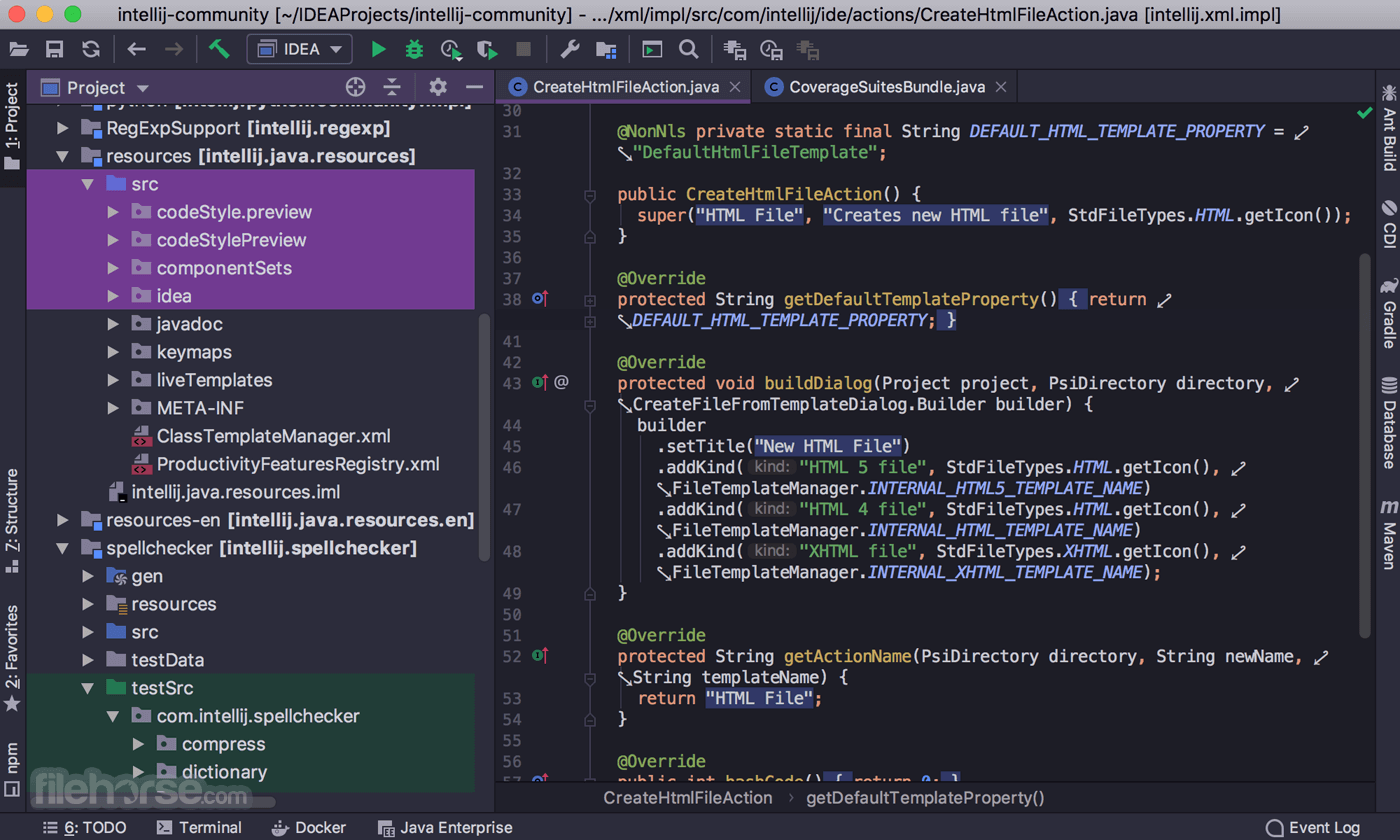 intellij-community [~/IDEAProjects/intellij-community] - .../xml/impl/src/com/intellij/ide/actions/CreateHtmlFileAction.java [intellij.xml.impl]
IDEA
Project
CreateHtmlFileAction.java
CoverageSuitesBundle.java
1: Project
7: Structure
2: Favorites
npm
python [intellij.python.community.impl]
RegExpSupport [intellij.regexp]
resources [intellij.java.resources]
src
codeStyle.preview
codeStylePreview
componentSets
idea
javadoc
keymaps
liveTemplates
META-INF
ClassTemplateManager.xml
ProductivityFeaturesRegistry.xml
intellij.java.resources.iml
resources-en [intellij.java.resources.en]
spellchecker [intellij.spellchecker]
gen
resources
src
testData
testSrc
com.intellij.spellchecker
compress
dictionary
filehorse.com
30
31 @NonNls private static final String DEFAULT_HTML_TEMPLATE_PROPERTY =
"DefaultHtmlFileTemplate";
32
33 public CreateHtmlFileAction() {
34 super("HTML File", "Creates new HTML file", StdFileTypes.HTML.getIcon());
35 }
36
37 @Override
38 protected String getDefaultTemplateProperty() { return
DEFAULT_HTML_TEMPLATE_PROPERTY; }
41
42 @Override
43 @ protected void buildDialog(Project project, PsiDirectory directory,
CreateFileFromTemplateDialog.Builder builder) {
44 builder
45 .setTitle("New HTML File")
46 .addKind( kind: "HTML 5 file", StdFileTypes.HTML.getIcon(),
FileTemplateManager.INTERNAL_HTML5_TEMPLATE_NAME)
47 .addKind( kind: "HTML 4 file", StdFileTypes.HTML.getIcon(),
FileTemplateManager.INTERNAL_HTML_TEMPLATE_NAME)
48 .addKind( kind: "XHTML file", StdFileTypes.XHTML.getIcon(),
FileTemplateManager.INTERNAL_XHTML_TEMPLATE_NAME);
49 }
50
51 @Override
52 protected String getActionName(PsiDirectory directory, String newName,
String templateName) {
53 return "HTML File";
54 }
55
56 @Override
57 public int hashCode() { return 0; }
CreateHtmlFileAction › getDefaultTemplateProperty()
Ant Build
CDI
Gradle
Database
m Maven
6: TODO
Terminal
Docker
Java Enterprise
Event Log